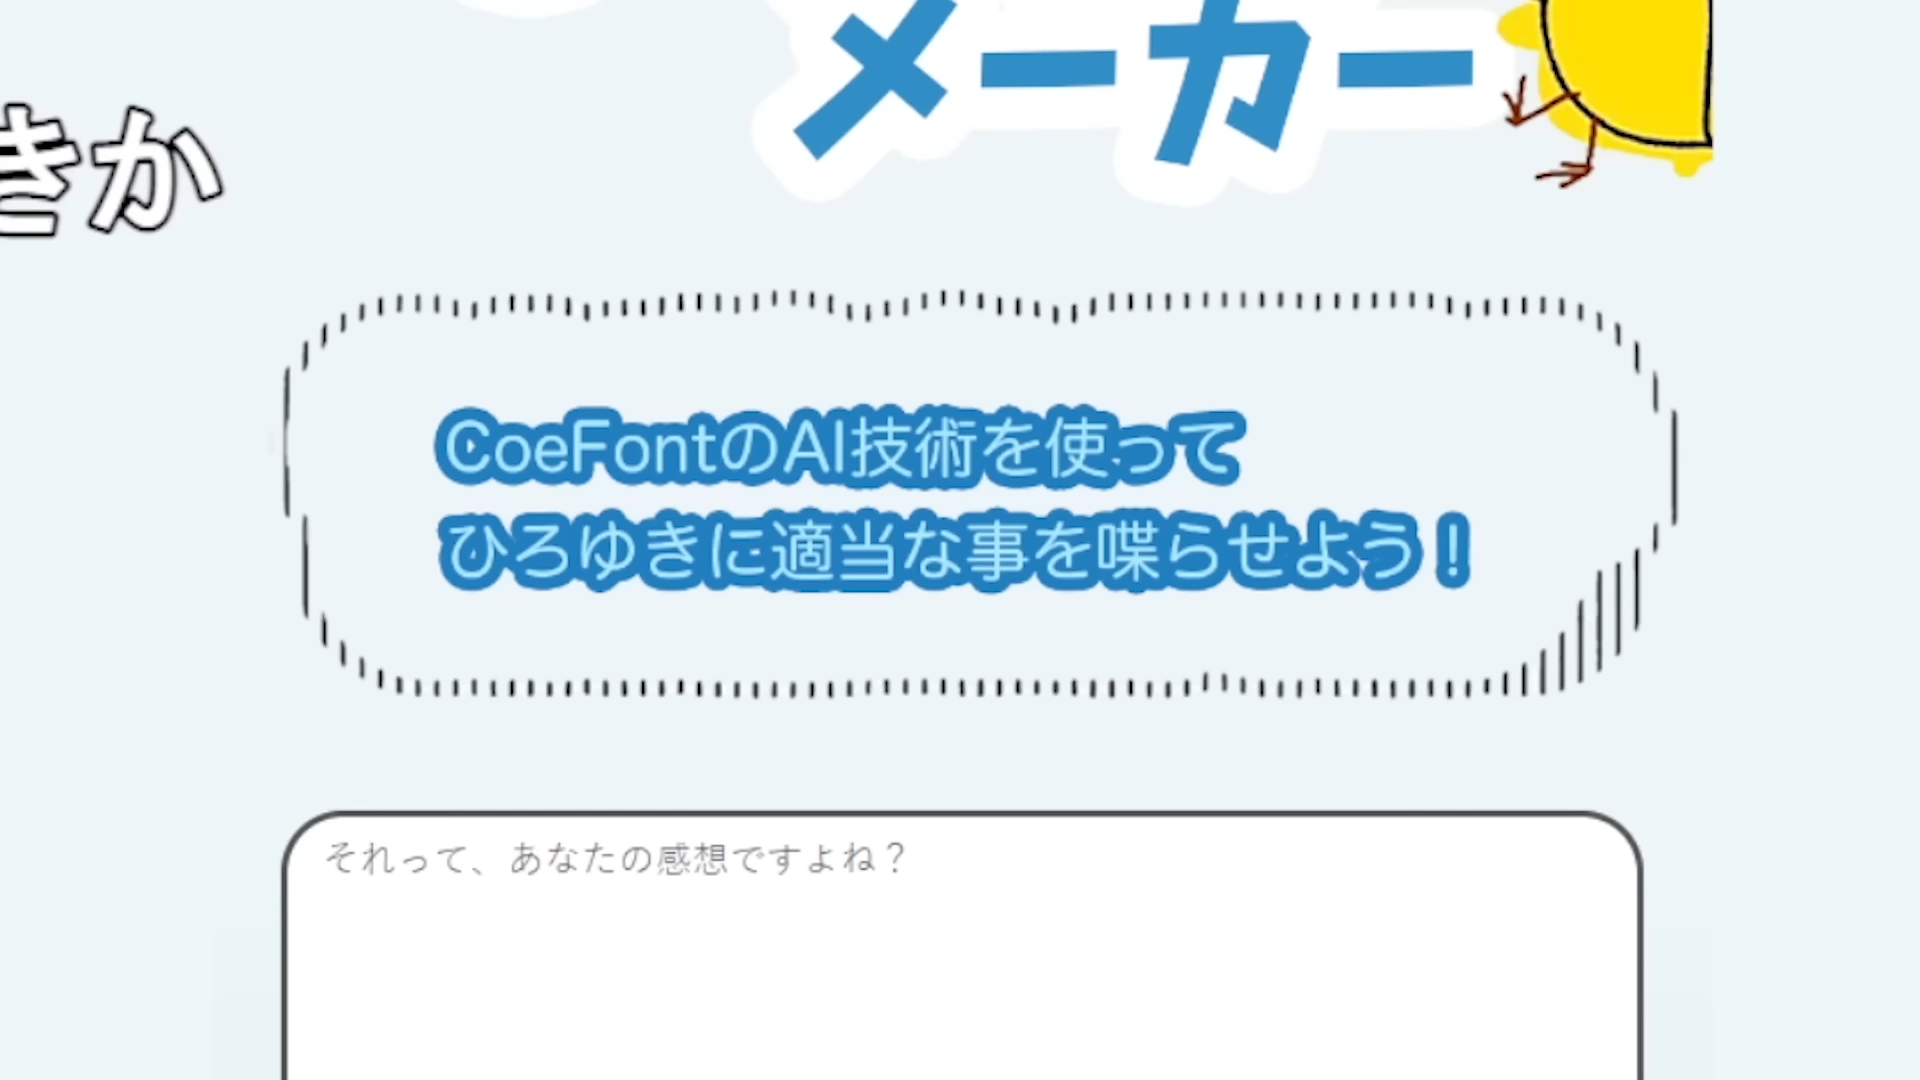 メーカー
きか
CoeFontのAI技術を使って
ひろゆきに適当な事を喋らせよう！
それって、あなたの感想ですよね？